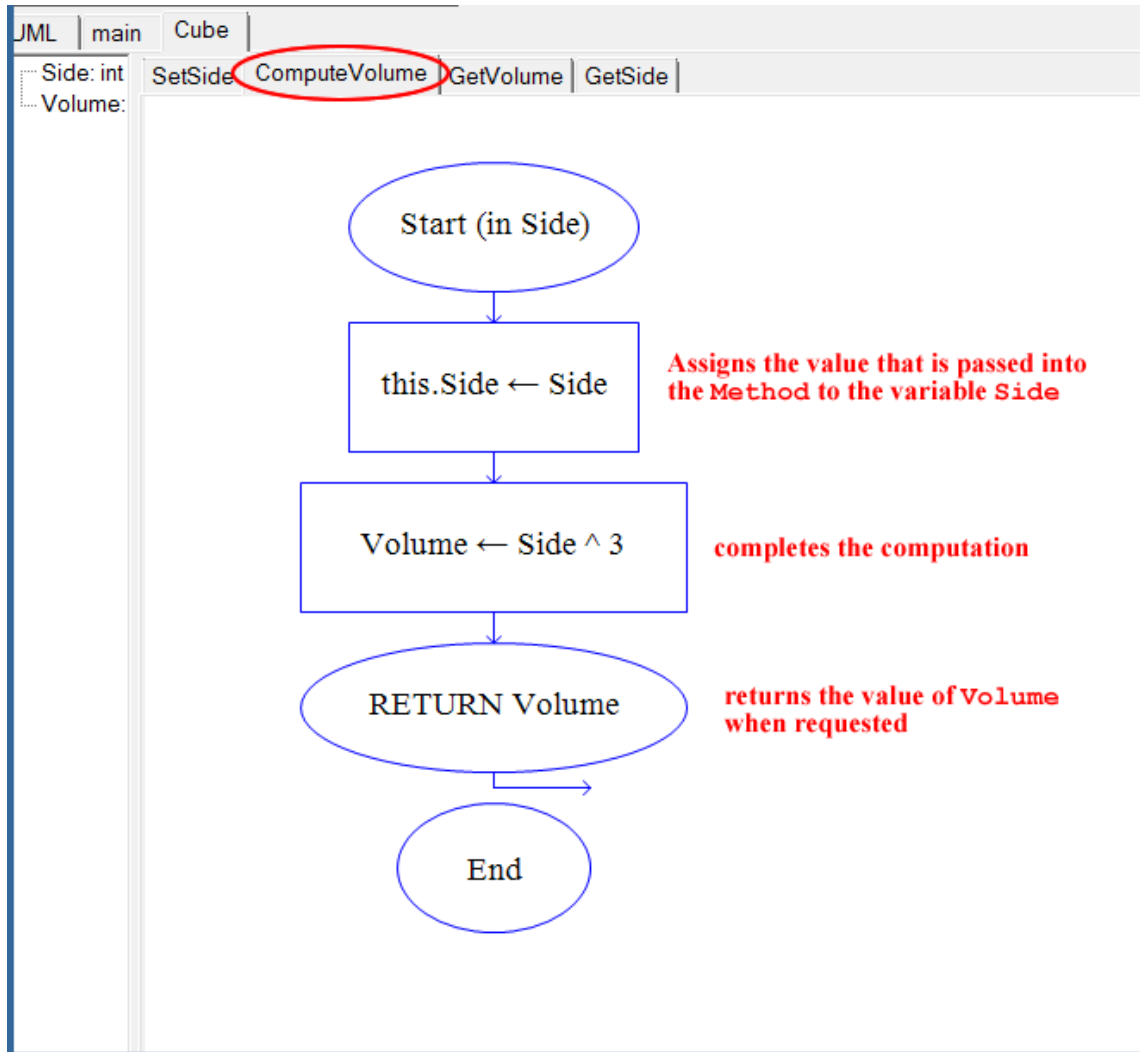 UML main Cube
Side: int SetSide ComputeVolume GetVolume GetSide
Volume:
Start (in Side)
this.Side ← Side
Assigns the value that is passed into
the Method to the variable Side
Volume ← Side ^ 3
completes the computation
RETURN Volume
returns the value of Volume
when requested
End